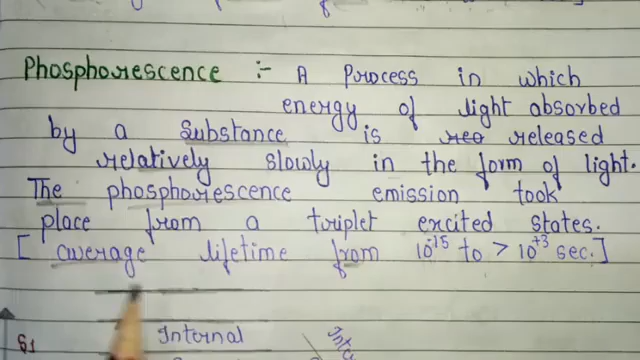 Phosphorescence :- A Process in which
energy of light absorbed
by a Substance is reo released
relatively slowly in the form of light.
The phosphorescence emission took
place from a triplet excited states.
[ average lifetime from 10⁻¹⁵ to > 10⁺³ sec. ]
S1 Internal